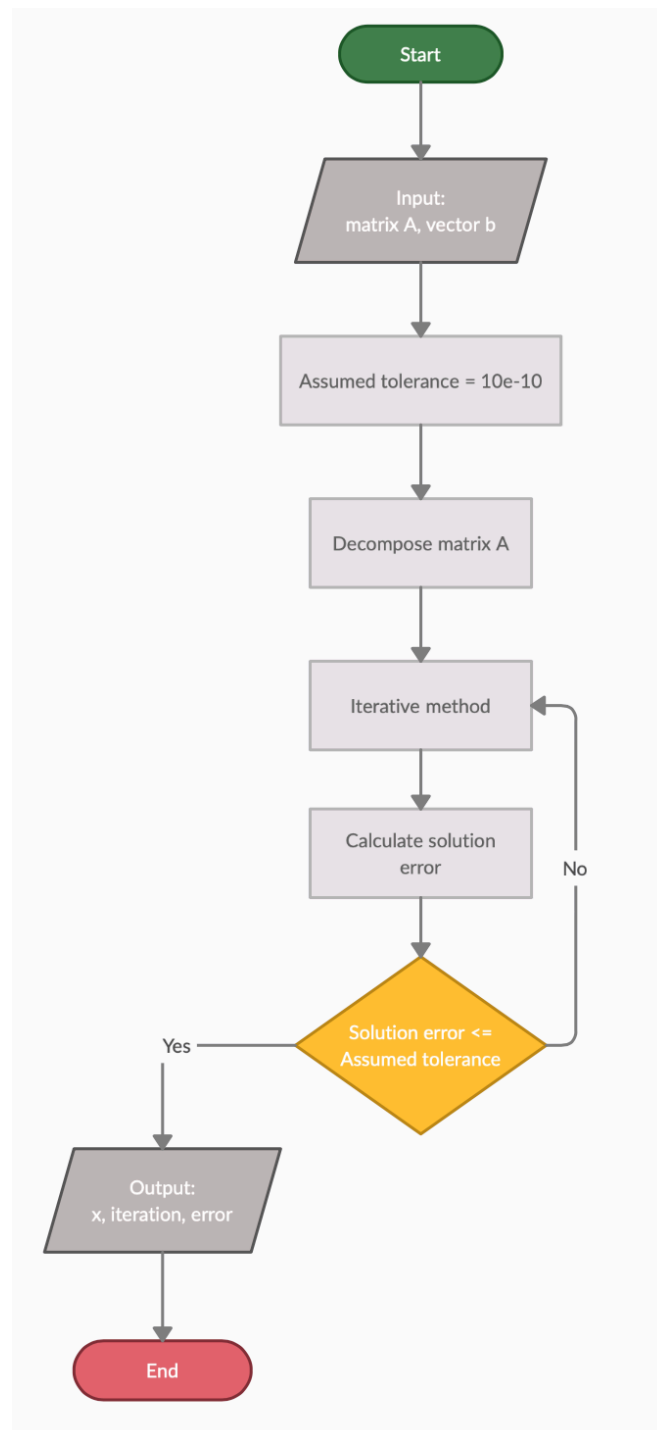 Start
Input:
matrix A, vector b
Assumed tolerance = 10e-10
Decompose matrix A
Iterative method
Calculate solution
error
No
Solution error <=
Assumed tolerance
Yes
Output:
x, iteration, error
End